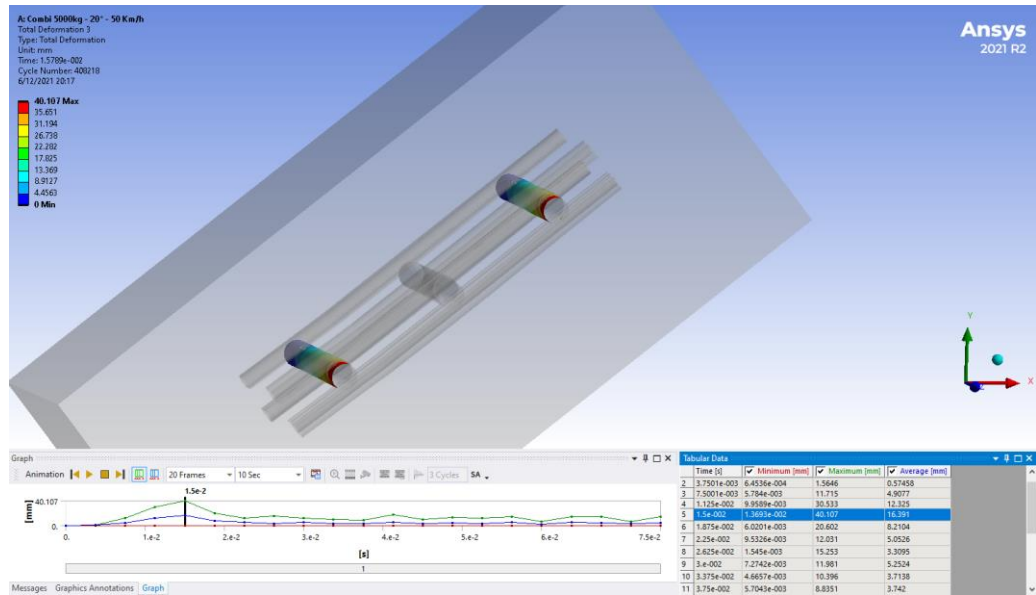 A: Combi 5000kg - 20° - 50 Km/h
Total Deformation 3
Type: Total Deformation
Unit: mm
Time: 1.5789e-002
Cycle Number: 408218
6/12/2021 20:17
40.107 Max
35.651
31.194
26.738
22.282
17.825
13.369
8.9127
4.4563
0 Min
Ansys
2021 R2
Y
X
Graph
Animation 20 Frames 10 Sec 3 Cycles SA
1.5e-2
40.107
[mm]
0.
0. 1.e-2 2.e-2 3.e-2 4.e-2 5.e-2 6.e-2 7.5e-2
[s]
1
Messages Graphics Annotations Graph
Tabular Data
Time [s] Minimum [mm] Maximum [mm] Average [mm]
2 3.7501e-003 6.4536e-004 1.5646 0.57458
3 7.5001e-003 5.784e-003 11.715 4.9077
4 1.125e-002 9.9589e-003 30.533 12.325
5 1.5e-002 1.3693e-002 40.107 16.391
6 1.875e-002 6.0201e-003 20.602 8.2104
7 2.25e-002 9.5326e-003 12.031 5.0526
8 2.625e-002 1.545e-003 15.253 3.3095
9 3.e-002 7.2742e-003 11.981 5.2524
10 3.375e-002 4.6657e-003 10.396 3.7138
11 3.75e-002 5.7043e-003 8.8351 3.742